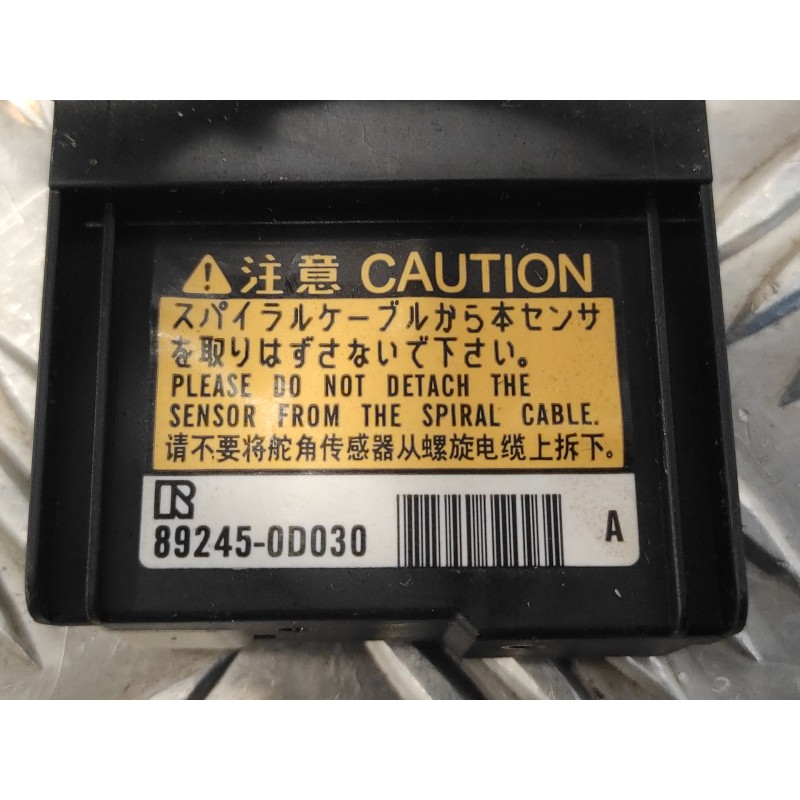 注意 CAUTION
スパイラルケーブルから本センサ
を取りはずさないで下さい。
PLEASE DO NOT DETACH THE
SENSOR FROM THE SPIRAL CABLE.
请不要将舵角传感器从螺旋电缆上拆下。
89245-0D030
A